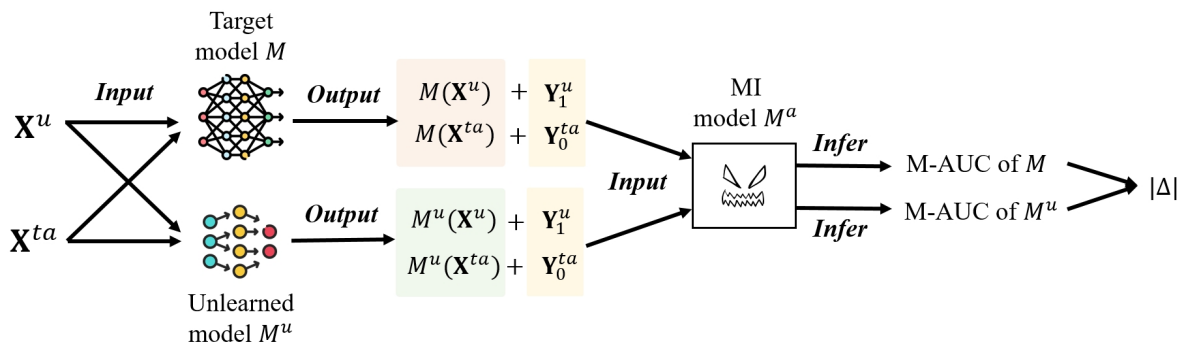 Target
model M
Input
Output
X^u
X^ta
M(X^u) + Y_1^u
M(X^ta) + Y_0^ta
Output
M^u(X^u) + Y_1^u
M^u(X^ta) + Y_0^ta
Unlearned
model M^u
Input
MI
model M^a
Infer
M-AUC of M
Infer
M-AUC of M^u
|Δ|